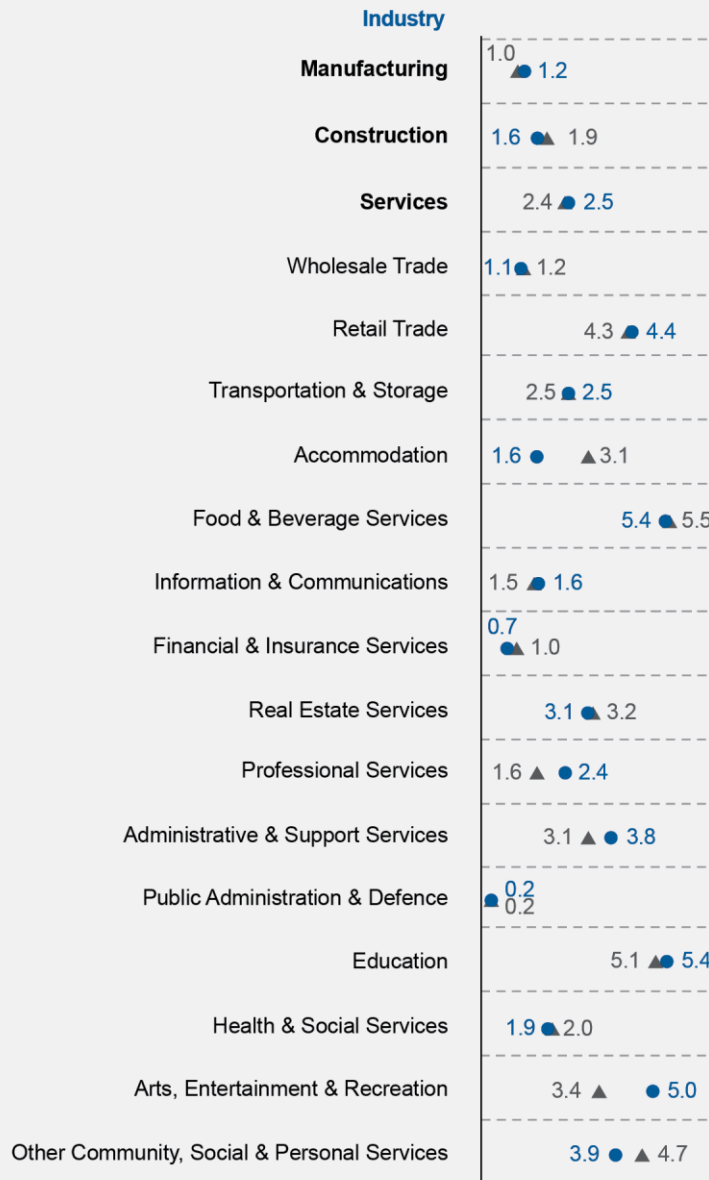 Industry
1.0
Manufacturing 1.2
Construction 1.6 1.9
Services 2.4 2.5
Wholesale Trade 1.1 1.2
Retail Trade 4.3 4.4
Transportation & Storage 2.5 2.5
Accommodation 1.6 3.1
Food & Beverage Services 5.4 5.5
Information & Communications 1.5 1.6
0.7
Financial & Insurance Services 1.0
Real Estate Services 3.1 3.2
Professional Services 1.6 2.4
Administrative & Support Services 3.1 3.8
0.2
Public Administration & Defence
0.2
Education 5.1 5.4
Health & Social Services 1.9 2.0
Arts, Entertainment & Recreation 3.4 5.0
Other Community, Social & Personal Services 3.9 4.7